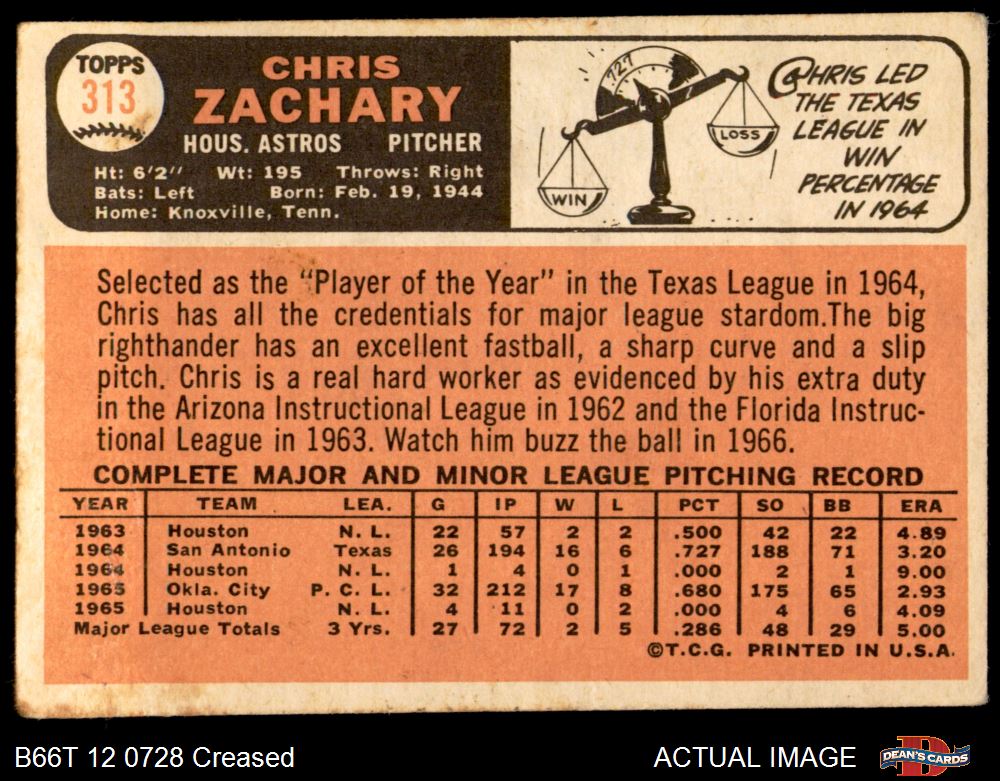 TOPPS
313
CHRIS
ZACHARY
HOUS. ASTROS PITCHER
Ht: 6'2" Wt: 195 Throws: Right
Bats: Left Born: Feb. 19, 1944
Home: Knoxville, Tenn.
727
WIN
LOSS
CHRIS LED
THE TEXAS
LEAGUE IN
WIN
PERCENTAGE
IN 1964
Selected as the "Player of the Year" in the Texas League in 1964,
Chris has all the credentials for major league stardom.The big
righthander has an excellent fastball, a sharp curve and a slip
pitch. Chris is a real hard worker as evidenced by his extra duty
in the Arizona Instructional League in 1962 and the Florida Instruc-
tional League in 1963. Watch him buzz the ball in 1966.
COMPLETE MAJOR AND MINOR LEAGUE PITCHING RECORD
YEAR TEAM LEA. G IP W L PCT SO BB ERA
1963 Houston N. L. 22 57 2 2 .500 42 22 4.89
1964 San Antonio Texas 26 194 16 6 .727 188 71 3.20
1964 Houston N. L. 1 4 0 1 .000 2 1 9.00
1965 Okla. City P. C. L. 32 212 17 8 .680 175 65 2.93
1965 Houston N. L. 4 11 0 2 .000 4 6 4.09
Major League Totals 3 Yrs. 27 72 2 5 .286 48 29 5.00
©T.C.G. PRINTED IN U.S.A.
B66T 12 0728 Creased
ACTUAL IMAGE
DEAN'S CARDS